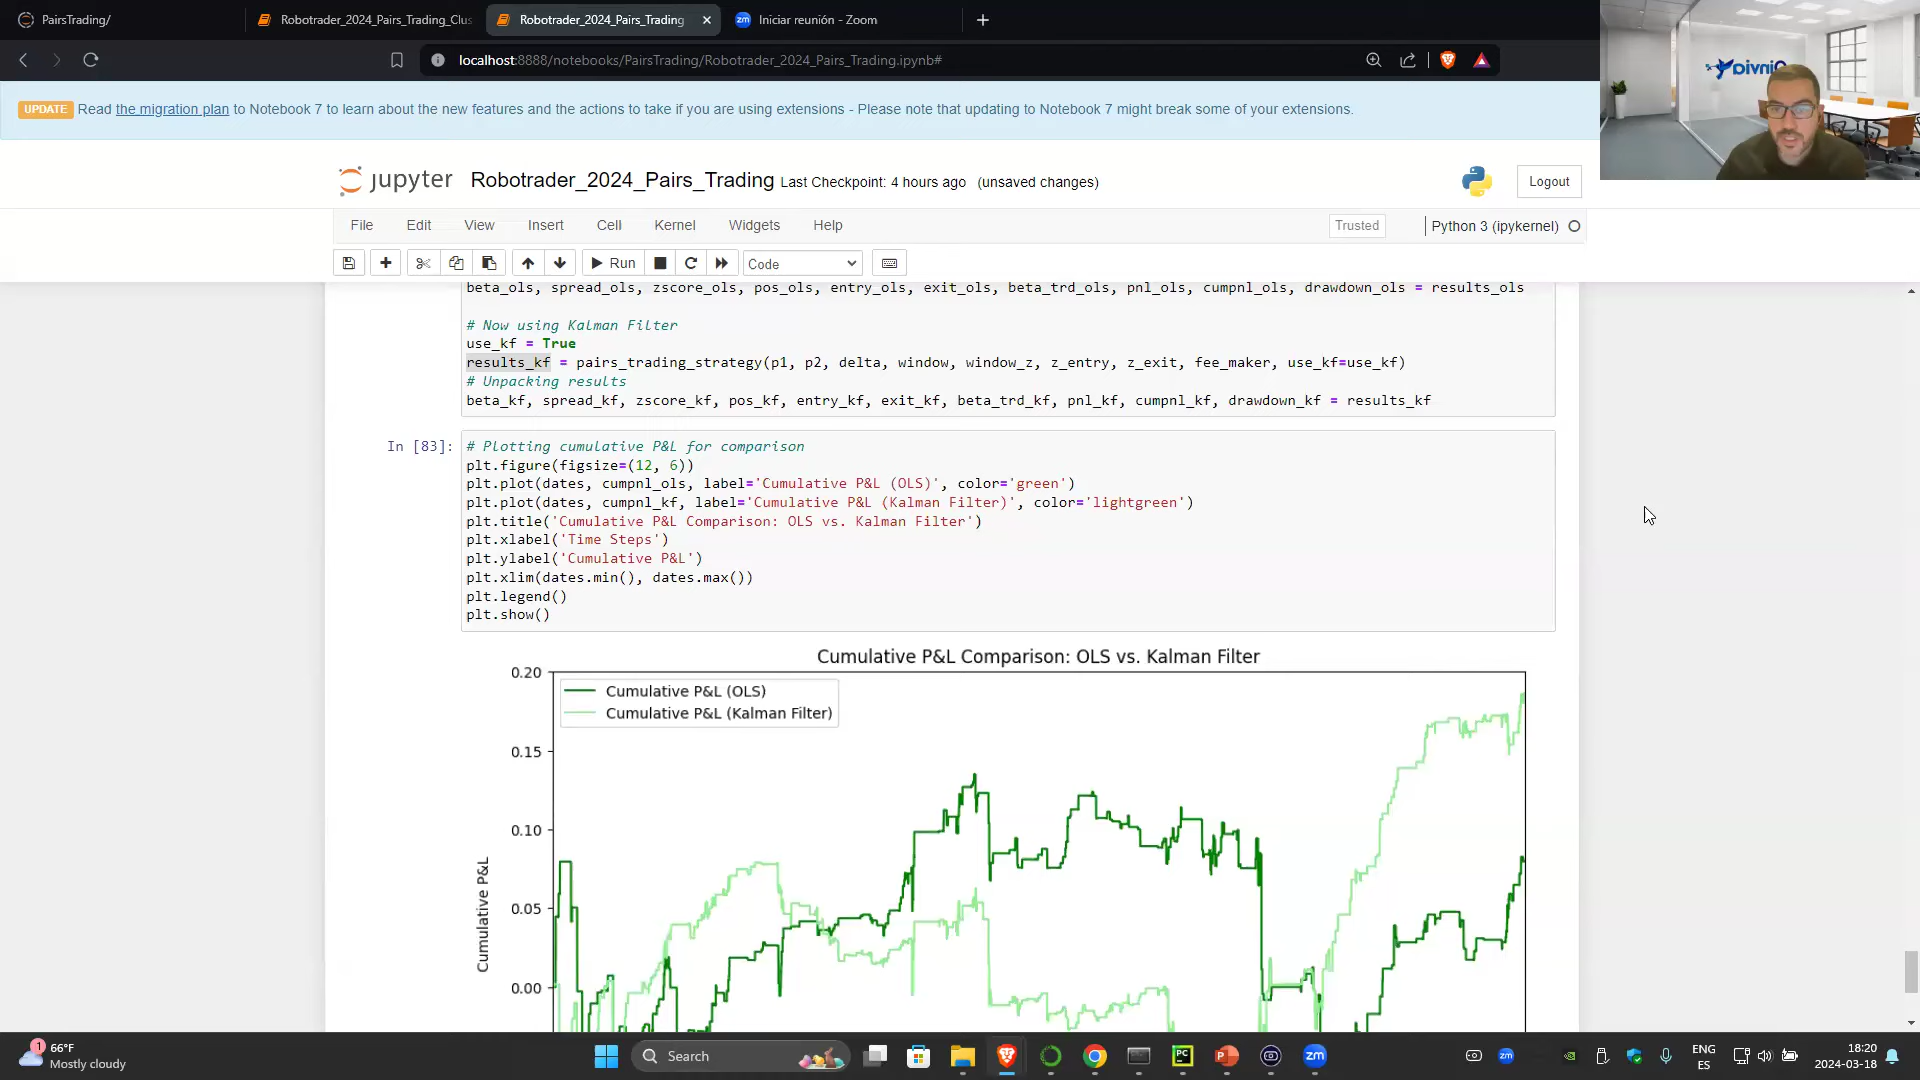 PairsTrading/
Robotrader_2024_Pairs_Trading_Clus
Robotrader_2024_Pairs_Trading
Iniciar reunión - Zoom
localhost:8888/notebooks/PairsTrading/Robotrader_2024_Pairs_Trading.ipynb#
UPDATE Read the migration plan to Notebook 7 to learn about the new features and the actions to take if you are using extensions - Please note that updating to Notebook 7 might break some of your extensions.
jupyter Robotrader_2024_Pairs_Trading Last Checkpoint: 4 hours ago (unsaved changes)
Logout
File Edit View Insert Cell Kernel Widgets Help
Trusted
Python 3 (ipykernel)
Run
Code
beta_ols, spread_ols, zscore_ols, pos_ols, entry_ols, exit_ols, beta_trd_ols, pnl_ols, cumpnl_ols, drawdown_ols = results_ols
# Now using Kalman Filter
use_kf = True
results_kf = pairs_trading_strategy(p1, p2, delta, window, window_z, z_entry, z_exit, fee_maker, use_kf=use_kf)
# Unpacking results
beta_kf, spread_kf, zscore_kf, pos_kf, entry_kf, exit_kf, beta_trd_kf, pnl_kf, cumpnl_kf, drawdown_kf = results_kf
In [83]:
# Plotting cumulative P&L for comparison
plt.figure(figsize=(12, 6))
plt.plot(dates, cumpnl_ols, label='Cumulative P&L (OLS)', color='green')
plt.plot(dates, cumpnl_kf, label='Cumulative P&L (Kalman Filter)', color='lightgreen')
plt.title('Cumulative P&L Comparison: OLS vs. Kalman Filter')
plt.xlabel('Time Steps')
plt.ylabel('Cumulative P&L')
plt.xlim(dates.min(), dates.max())
plt.legend()
plt.show()
Cumulative P&L Comparison: OLS vs. Kalman Filter
Cumulative P&L (OLS)
Cumulative P&L (Kalman Filter)
0.20
0.15
0.10
0.05
0.00
Cumulative P&L
1
66°F
Mostly cloudy
Search
PC
zm
ENG
ES
18:20
2024-03-18